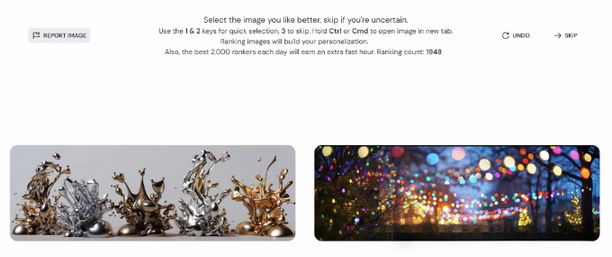 Select the image you like better. skip if you're uncertain.
Use the 1 & 2 keys for quick selection, 3 to skip. Hold Ctrl or Cmd to open image in new tab.
Ranking images will build your personalization.
Also, the best 2,000 rankers each day will earn an extra fast hour. Ranking count: 1948
REPORT IMAGE
UNDO
SKIP